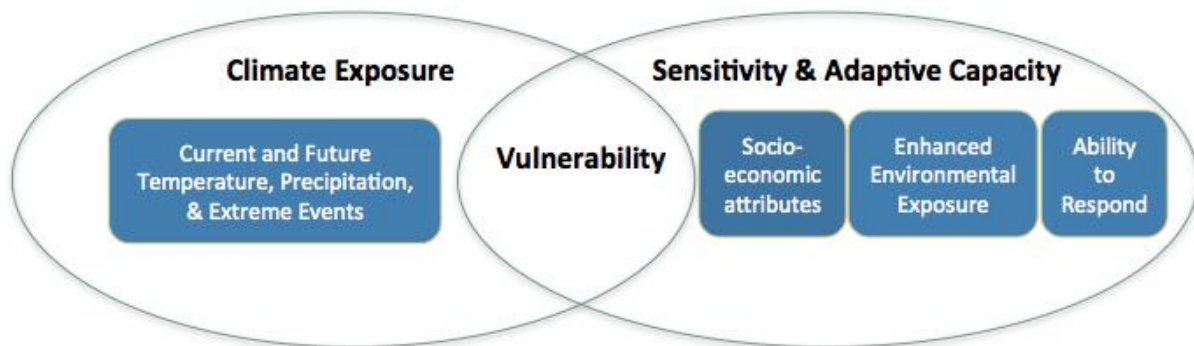 Climate Exposure
Current and Future
Temperature, Precipitation,
& Extreme Events
Vulnerability
Sensitivity & Adaptive Capacity
Socio-
economic
attributes
Enhanced
Environmental
Exposure
Ability
to
Respond